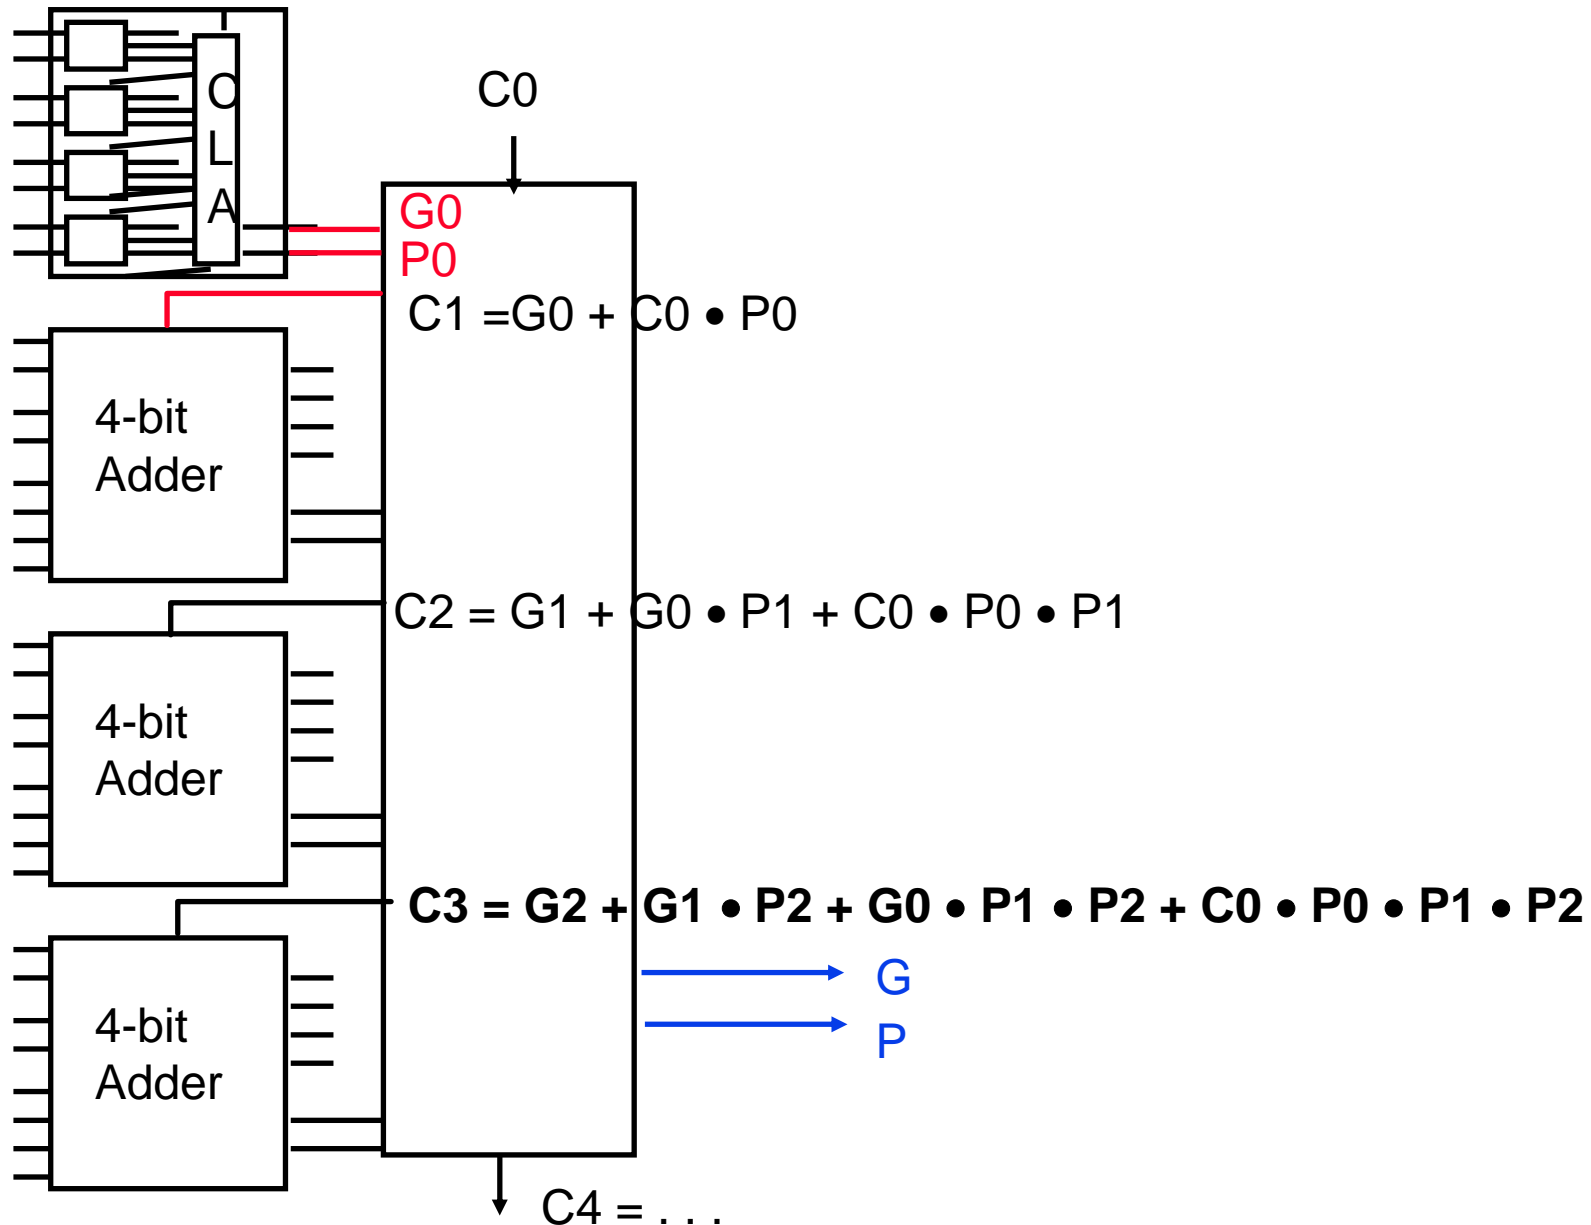 C
L
A
C0
G0
P0
C1 =G0 + C0 • P0
4-bit
Adder
C2 = G1 + G0 • P1 + C0 • P0 • P1
4-bit
Adder
C3 = G2 + G1 • P2 + G0 • P1 • P2 + C0 • P0 • P1 • P2
G
P
4-bit
Adder
C4 = . . .